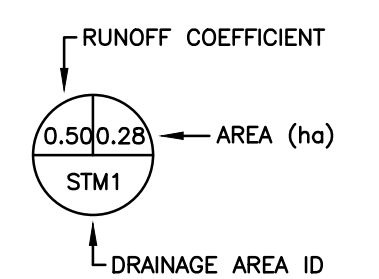 RUNOFF COEFFICIENT
0.50 0.28
AREA (ha)
STM1
DRAINAGE AREA ID